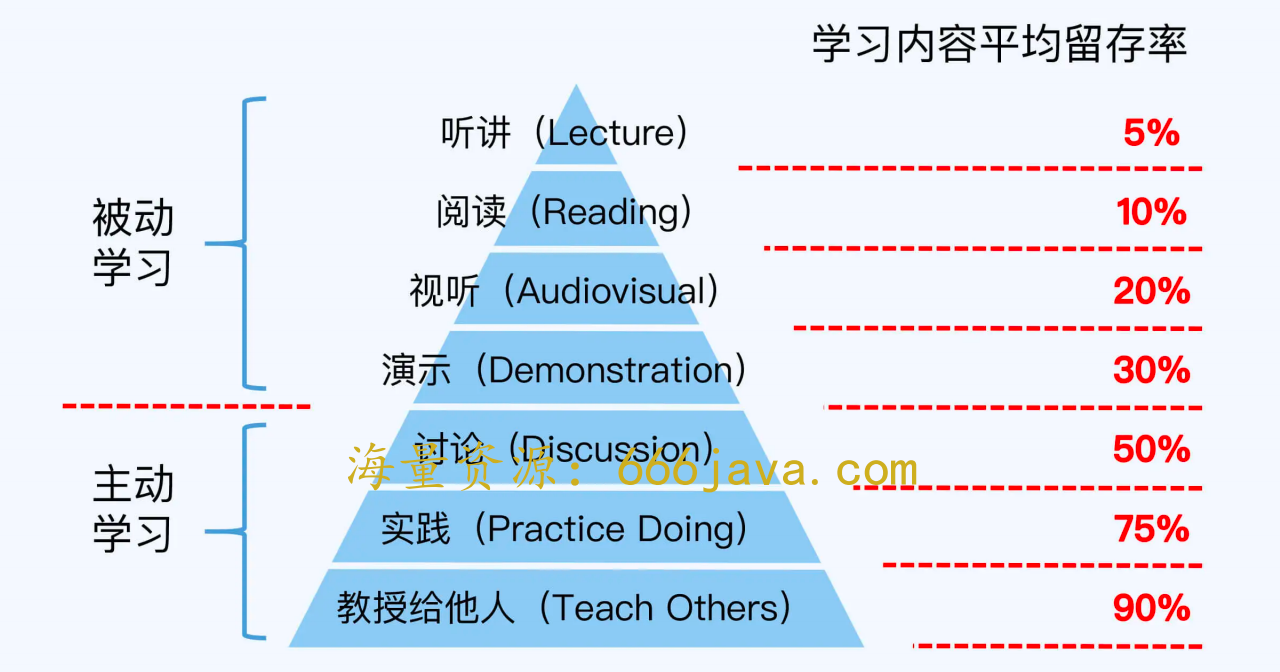 学习内容平均留存率
听讲（Lecture） 5%
阅读（Reading） 10%
被动
学习
视听（Audiovisual） 20%
演示（Demonstration） 30%
讨论（Discussion） 50%
海量资源：666java.com
主动
学习
实践（Practice Doing） 75%
教授给他人（Teach Others） 90%